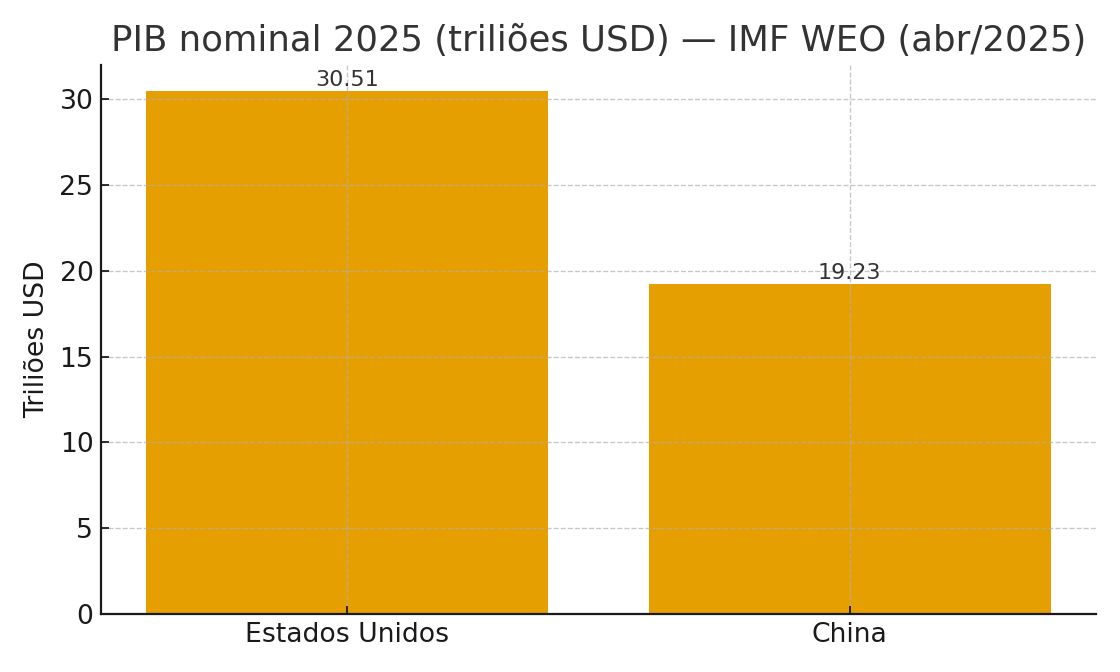 PIB nominal 2025 (triliões USD) — IMF WEO (abr/2025)
30.51
19.23
Triliões USD
30
25
20
15
10
5
0
Estados Unidos
China